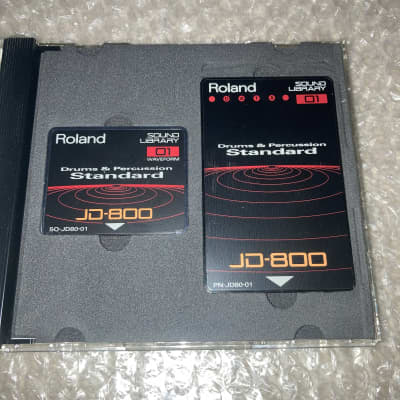 Roland
SOUND
LIBRARY
01
WAVEFORM
Drums & Percussion
Standard
JD-800
SO-JD80-01
Roland
SOUND
LIBRARY
DATA
01
Drums & Percussion
Standard
JD-800
PN-JD80-01